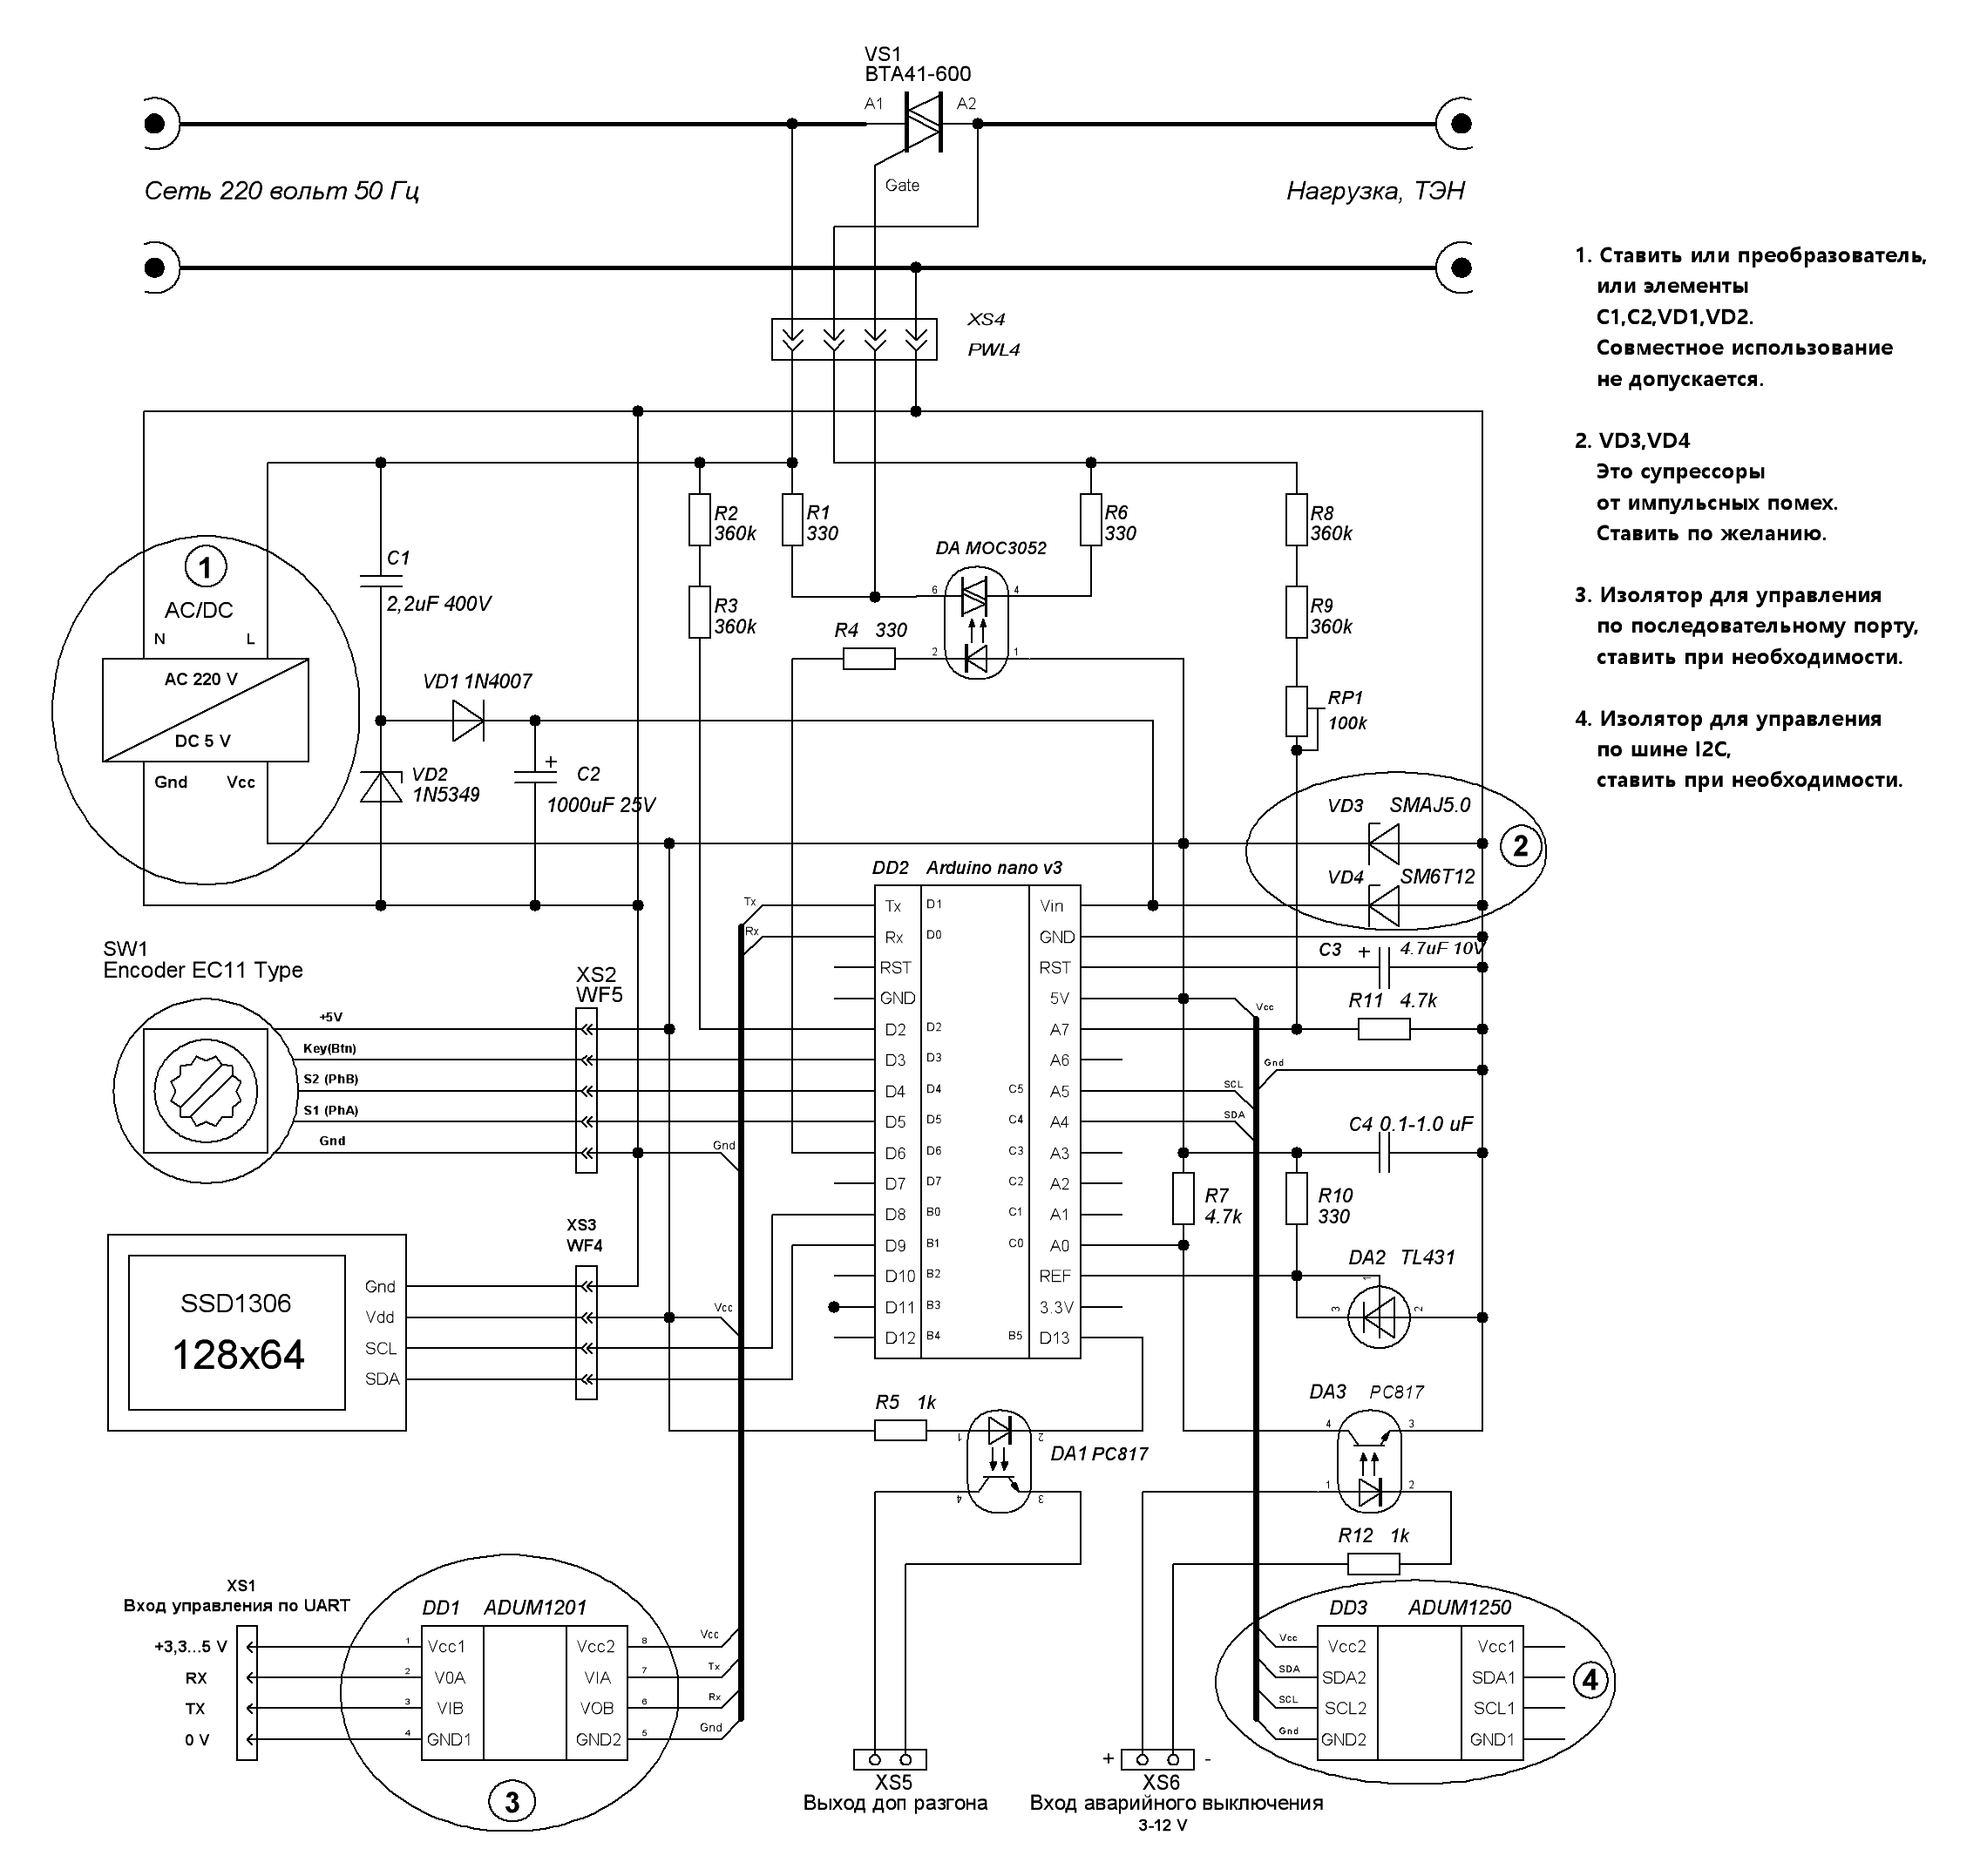 VS1
BTA41-600
A1
A2
Gate
Сеть 220 вольт 50 Гц
Нагрузка, ТЭН
XS4
PWL4
1. Ставить или преобразователь,
или элементы
C1,C2,VD1,VD2.
Совместное использование
не допускается.
2. VD3,VD4
Это супрессоры
от импульсных помех.
Ставить по желанию.
3. Изолятор для управления
по последовательному порту,
ставить при необходимости.
4. Изолятор для управления
по шине I2C,
ставить при необходимости.
1
AC/DC
N
L
AC 220 V
DC 5 V
Gnd
Vcc
C1
2,2uF 400V
VD1 1N4007
VD2
1N5349
+
C2
1000uF 25V
R2
360k
R3
360k
R1
330
R6
330
R8
360k
R9
360k
RP1
100k
DA MOC3052
6
4
R4 330
2
1
VD3 SMAJ5.0
VD4 SM6T12
2
C3 + 4.7uF 10V
R11 4.7k
DD2 Arduino nano v3
Tx D1
Rx D0
RST
GND
D2 D2
D3 D3
D4 D4
D5 D5
D6 D6
D7 D7
D8 B0
D9 B1
D10 B2
D11 B3
D12 B4
Vin
GND
RST
5V
A7
A6
C5 A5
C4 A4
C3 A3
C2 A2
C1 A1
C0 A0
REF
3.3V
B5 D13
Tx
Rx
Gnd
Vcc
Vcc
Gnd
SCL
SDA
SW1
Encoder EC11 Type
XS2
WF5
+5V
Key(Btn)
S2 (PhB)
S1 (PhA)
Gnd
XS3
WF4
SSD1306
128x64
Gnd
Vdd
SCL
SDA
C4 0.1-1.0 uF
R7
4.7k
R10
330
DA2 TL431
1
3
2
R5 1k
1
2
4
3
DA1 PC817
DA3 PC817
4
3
1
2
R12 1k
XS1
Вход управления по UART
+3,3...5 V
RX
TX
0 V
DD1 ADUM1201
1 Vcc1
2 V0A
3 VIB
4 GND1
Vcc2 8
VIA 7
VOB 6
GND2 5
Vcc
Tx
Rx
Gnd
3
XS5
Выход доп разгона
+
-
XS6
Вход аварийного выключения
3-12 V
DD3 ADUM1250
Vcc
SDA
SCL
Gnd
Vcc2
SDA2
SCL2
GND2
Vcc1
SDA1
SCL1
GND1
4